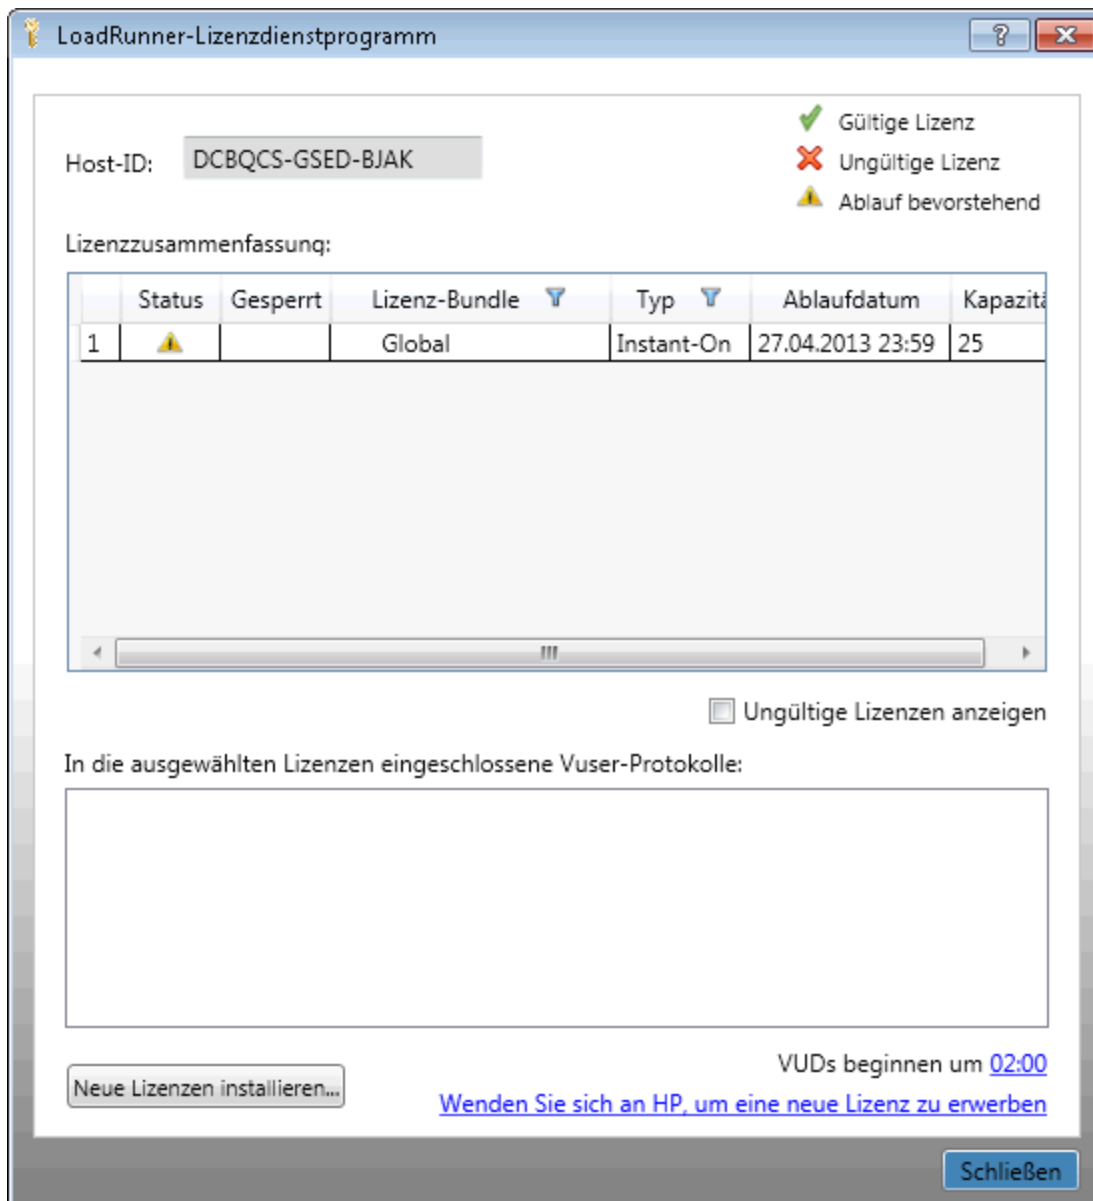 LoadRunner-Lizenzdienstprogramm
Gültige Lizenz
Host-ID: DCBQCS-GSED-BJAK
Ungültige Lizenz
Ablauf bevorstehend
Lizenzzusammenfassung:
Status Gesperrt Lizenz-Bundle Typ Ablaufdatum Kapazitä
1 Global Instant-On 27.04.2013 23:59 25
Ungültige Lizenzen anzeigen
In die ausgewählten Lizenzen eingeschlossene Vuser-Protokolle:
VUDs beginnen um 02:00
Neue Lizenzen installieren...
Wenden Sie sich an HP, um eine neue Lizenz zu erwerben
Schließen